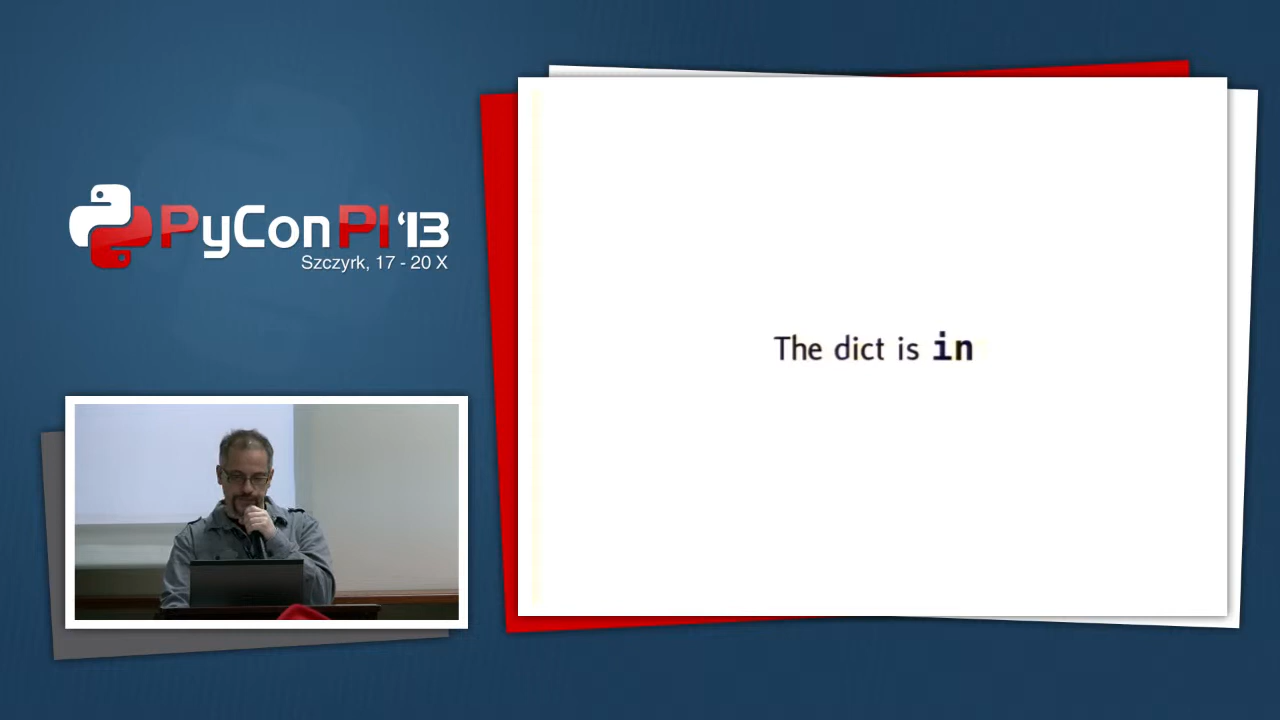 PyConPl '13
Szczyrk, 17 - 20 X
The dict is in